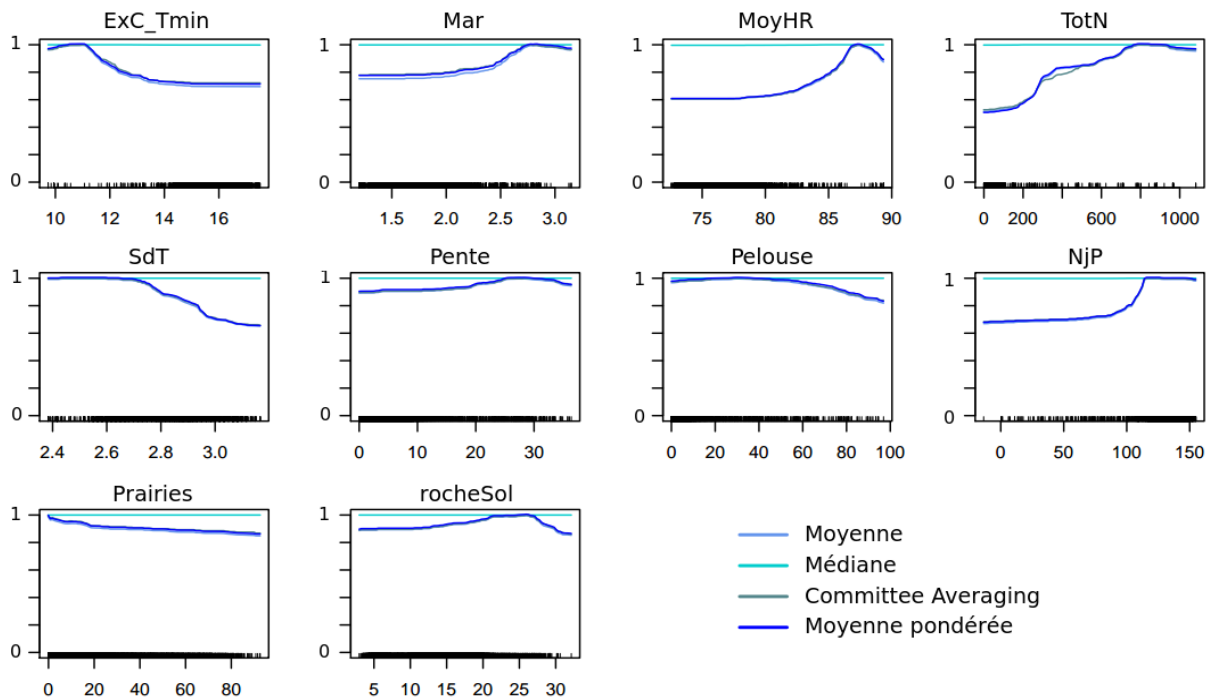 ExC_Tmin Mar MoyHR TotN
1 1 1 1
0 0 0 0
10 12 14 16 1.5 2.0 2.5 3.0 75 80 85 90 0 200 600 1000
SdT Pente Pelouse NjP
1 1 1 1
0 0 0 0
2.4 2.6 2.8 3.0 0 10 20 30 0 20 40 60 80 100 0 50 100 150
Prairies rocheSol
1 1
Moyenne
Médiane
Committee Averaging
Moyenne pondérée
0 0
0 20 40 60 80 5 10 15 20 25 30